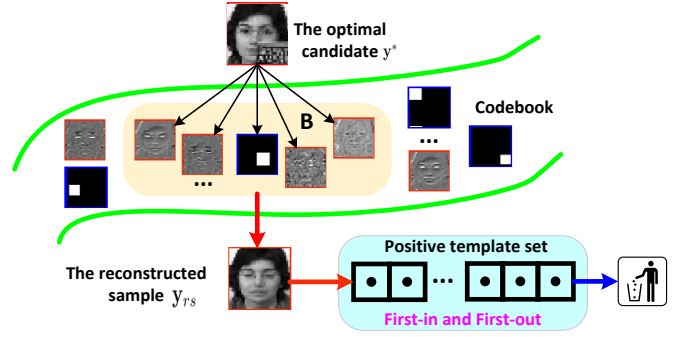 The optimal
candidate y*
B
Codebook
...
...
The reconstructed
sample y_rs
Positive template set
...
First-in and First-out